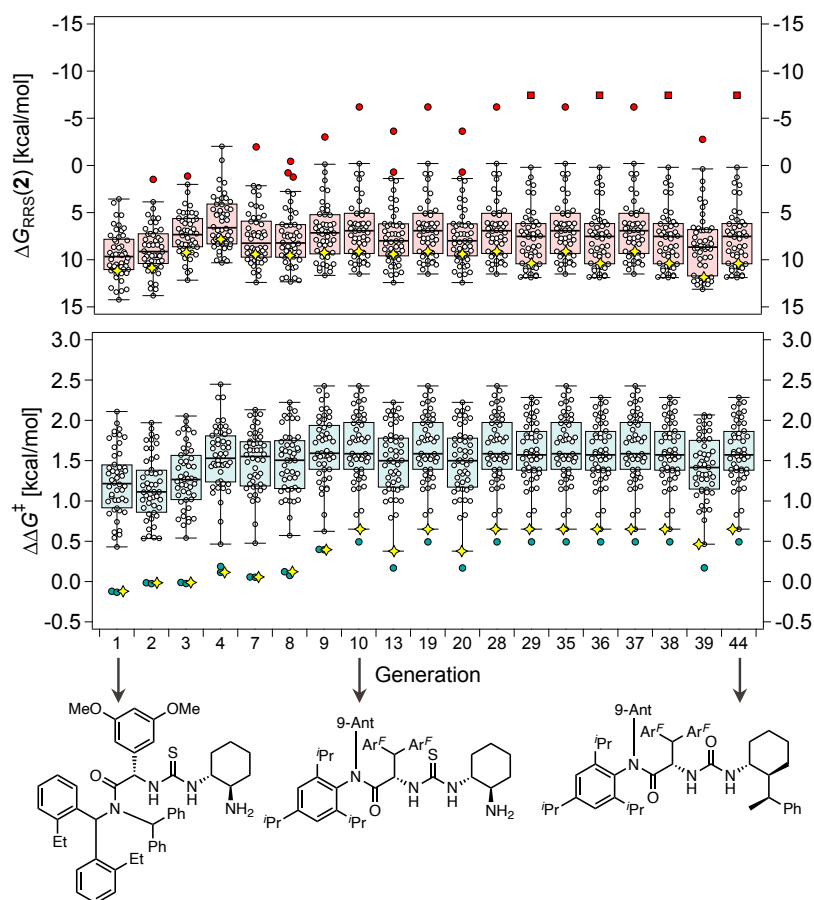 -15 -15
-10 -10
-5 -5
0 0
5 5
10 10
15 15
ΔG_RRS(2) [kcal/mol]
3.0 3.0
2.5 2.5
2.0 2.0
1.5 1.5
1.0 1.0
0.5 0.5
0.0 0.0
-0.5 -0.5
ΔΔG‡ [kcal/mol]
1 2 3 4 7 8 9 10 13 19 20 28 29 35 36 37 38 39 44
Generation
MeO OMe
O S
N N
H H
NH2
N Ph
Ph
Et
Et
9-Ant
ArF ArF
iPr
N S
N N
H H
O NH2
iPr iPr
9-Ant
ArF ArF
iPr
N O
N N
H H
O
Ph
iPr iPr